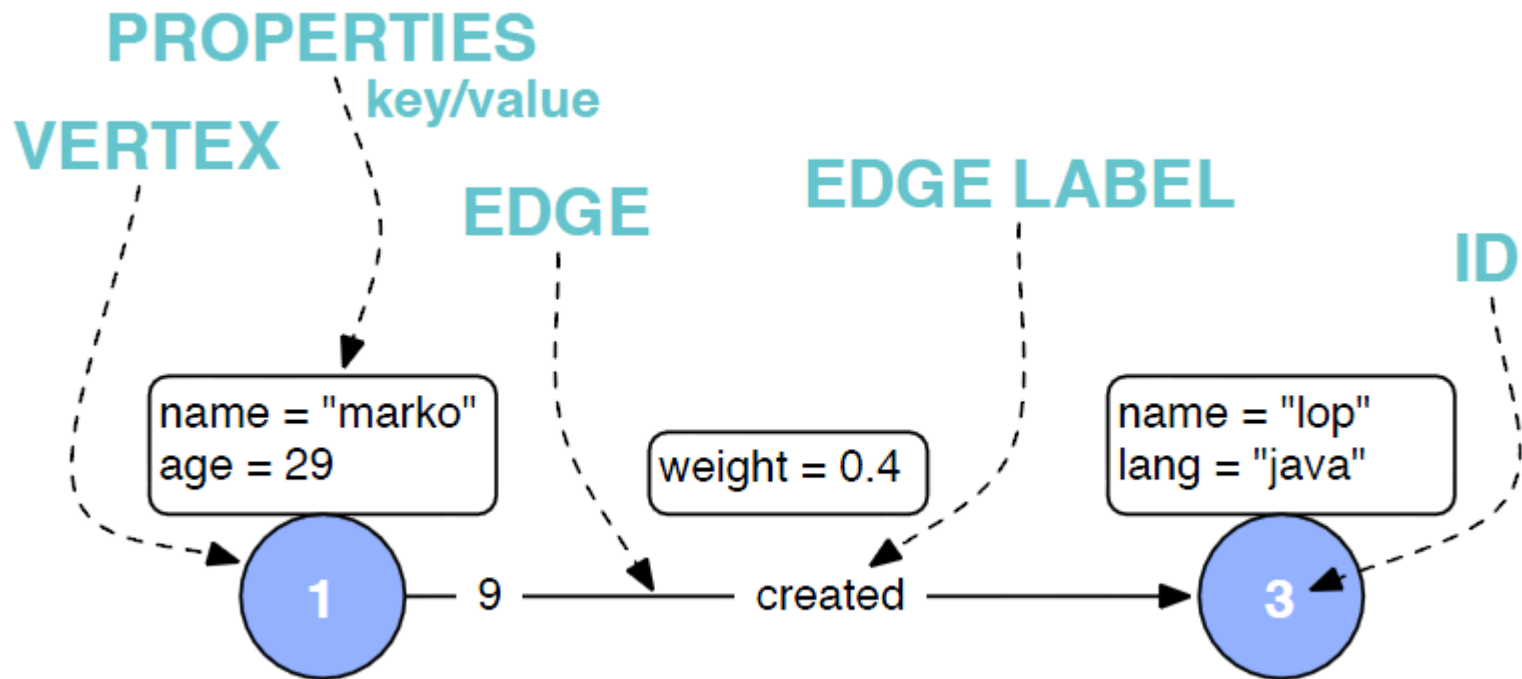 PROPERTIES
key/value
VERTEX
EDGE
EDGE LABEL
ID
name = "marko"
age = 29
weight = 0.4
name = "lop"
lang = "java"
1
9
created
3